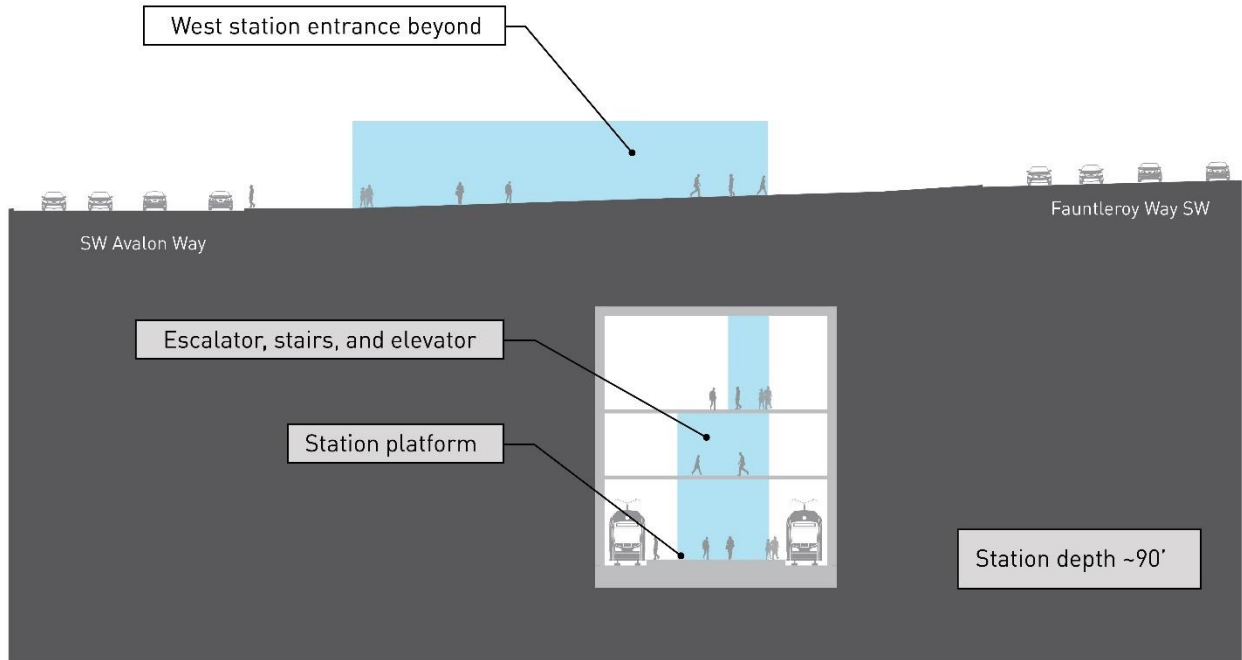 West station entrance beyond
SW Avalon Way
Fauntleroy Way SW
Escalator, stairs, and elevator
Station platform
Station depth ~90’